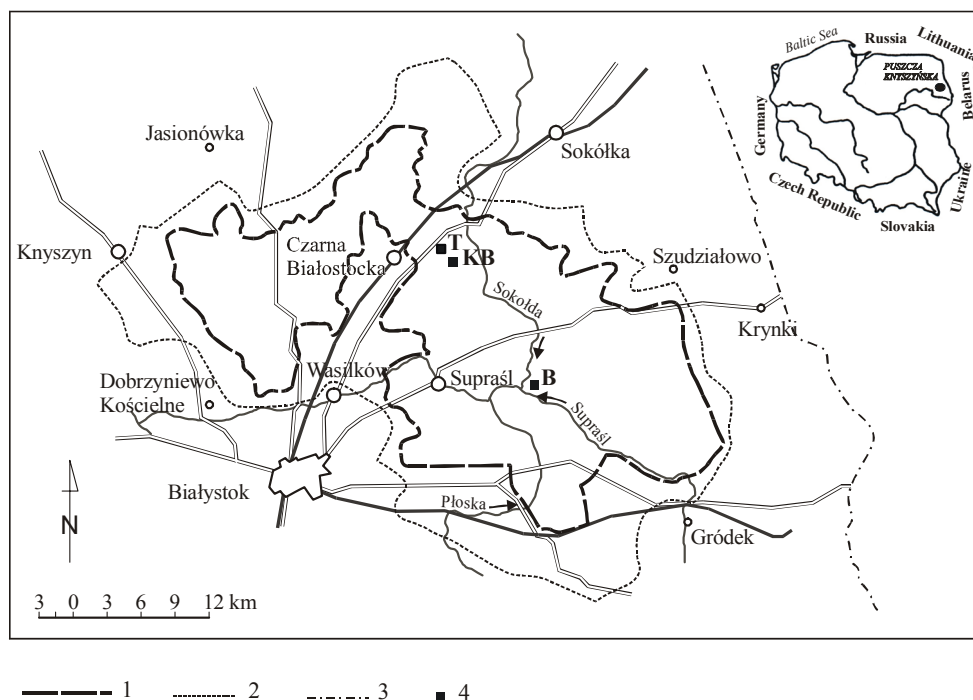 Baltic Sea
Russia
Lithuania
PUSZCZA
KNYSZYŃSKA
Belarus
Germany
Ukraine
Czech Republic
Slovakia
Jasionówka
Sokółka
Knyszyn
Czarna
Białostocka
T
KB
Szudziałowo
Sokołda
Krynki
Wasilków
Dobrzyniewo
Kościelne
Supraśl
B
Supraśl
Białystok
Płoska
Gródek
N
3 0 3 6 9 12 km
1 2 3 4